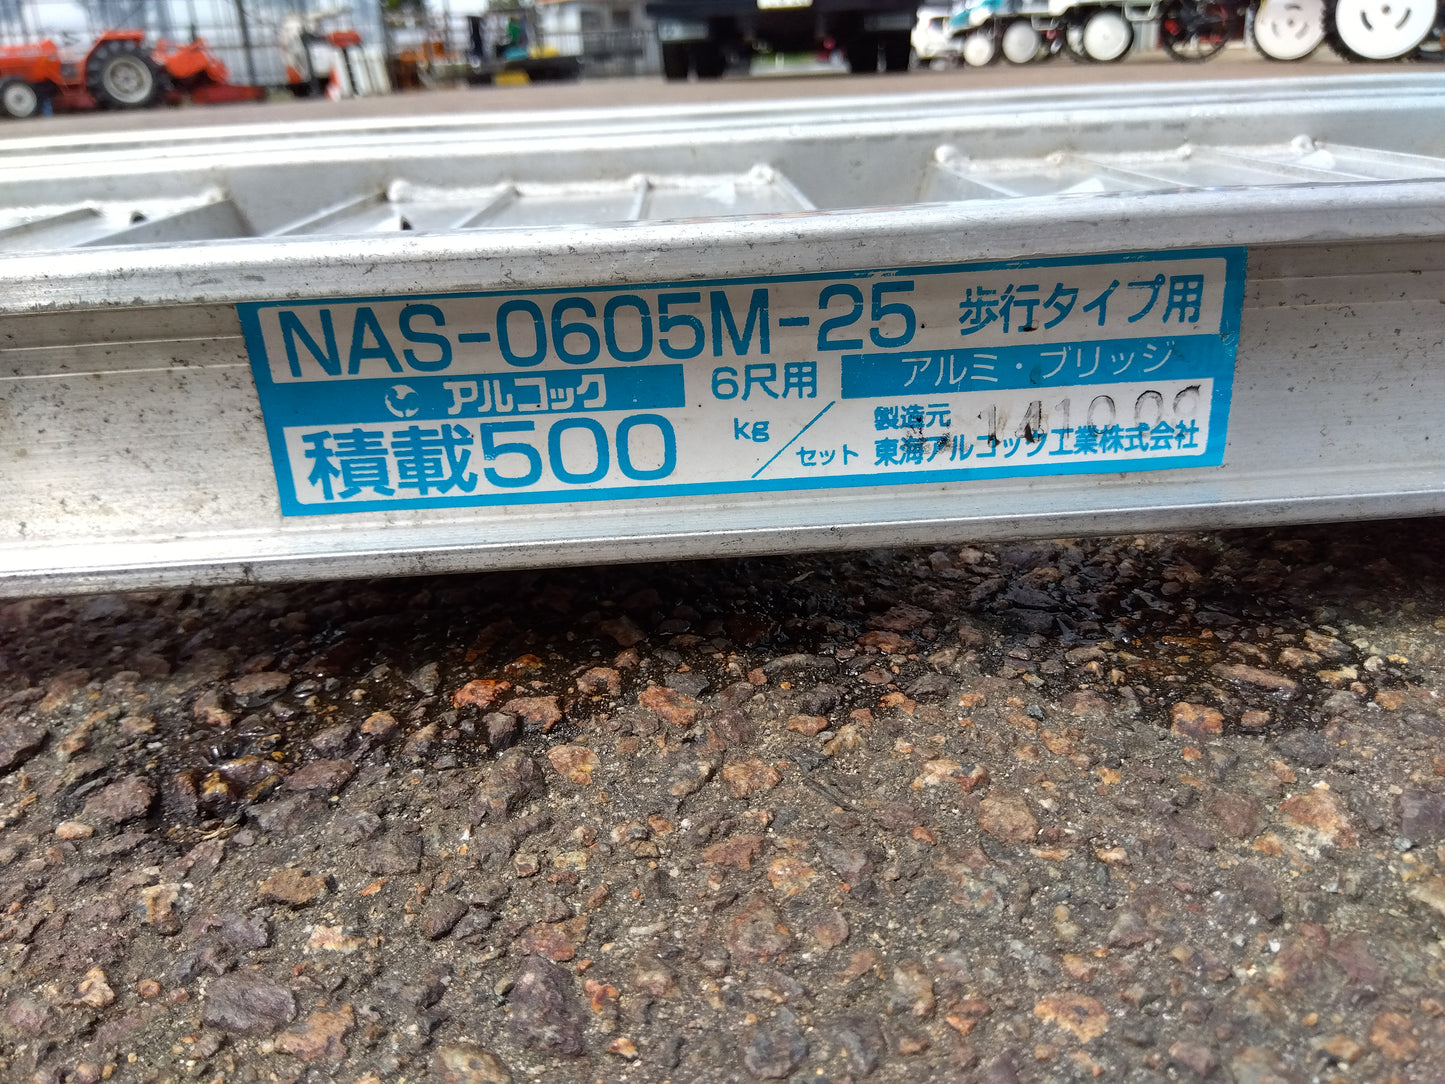 NAS-0605M-25 歩行タイプ用
アルコック 6尺用 アルミ・ブリッジ
積載500kg/セット
製造元
東海アルコック工業株式会社